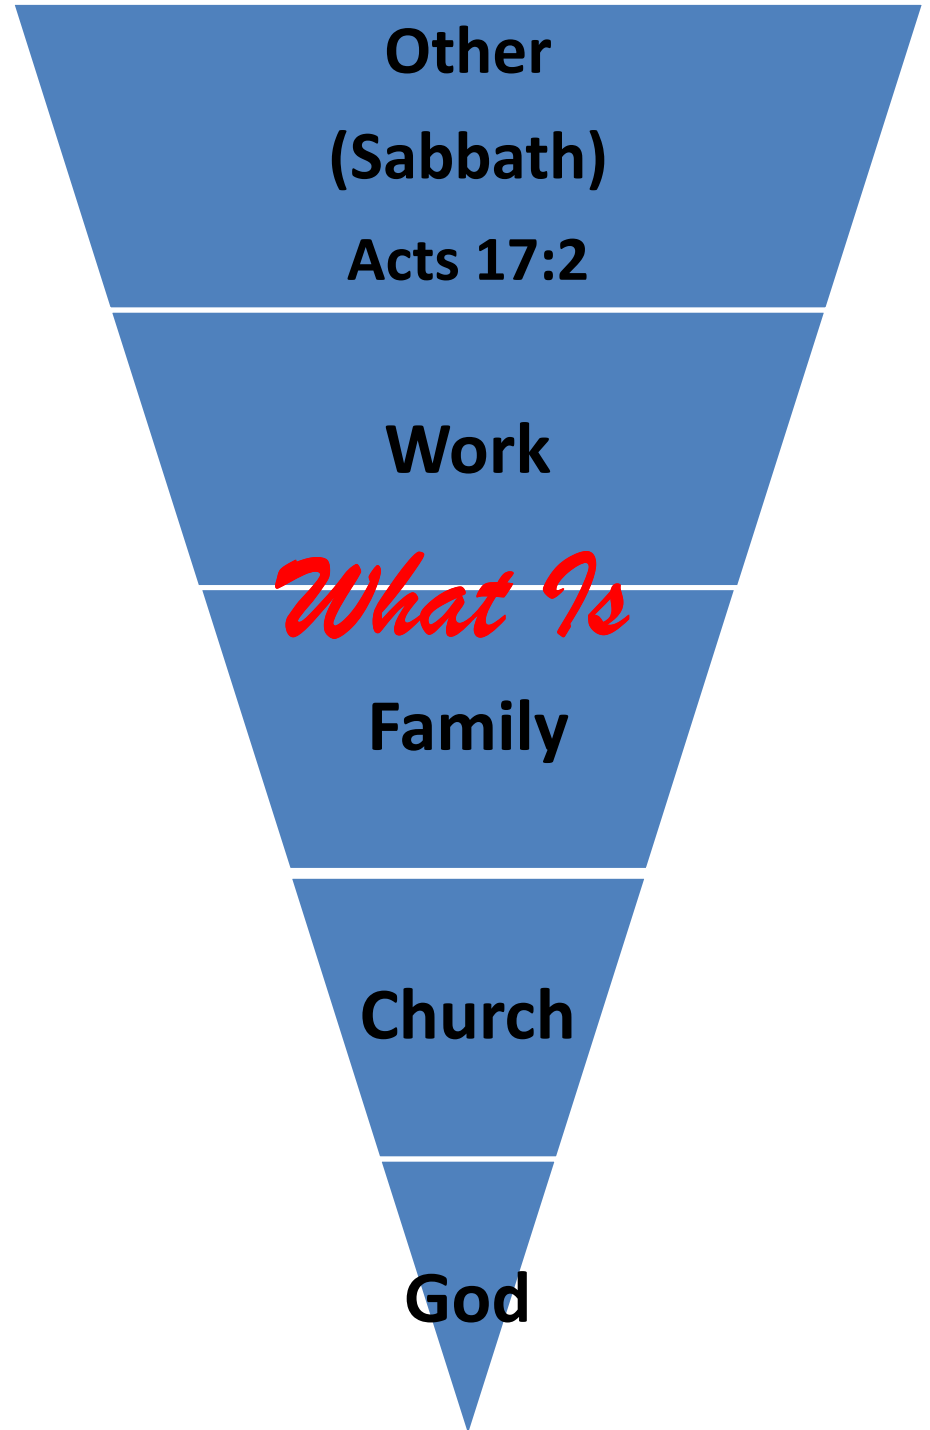 Other
(Sabbath)
Acts 17:2
Work
What Is
Family
Church
God